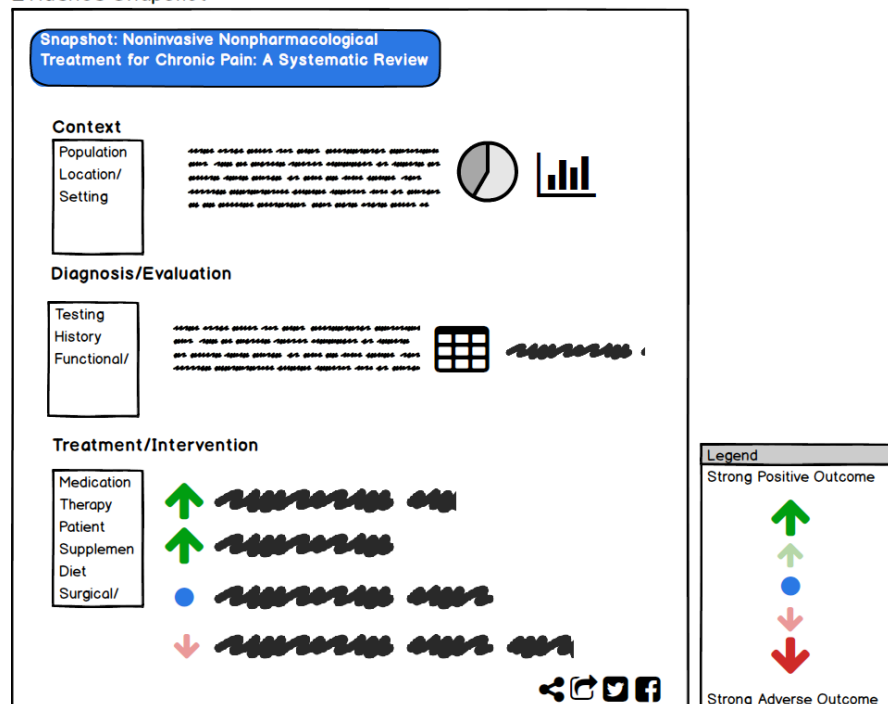 Snapshot: Noninvasive Nonpharmacological
Treatment for Chronic Pain: A Systematic Review
Context
Population
Location/
Setting
Diagnosis/Evaluation
Testing
History
Functional/
Treatment/Intervention
Medication
Therapy
Patient
Supplemen
Diet
Surgical/
Legend
Strong Positive Outcome
Strong Adverse Outcome